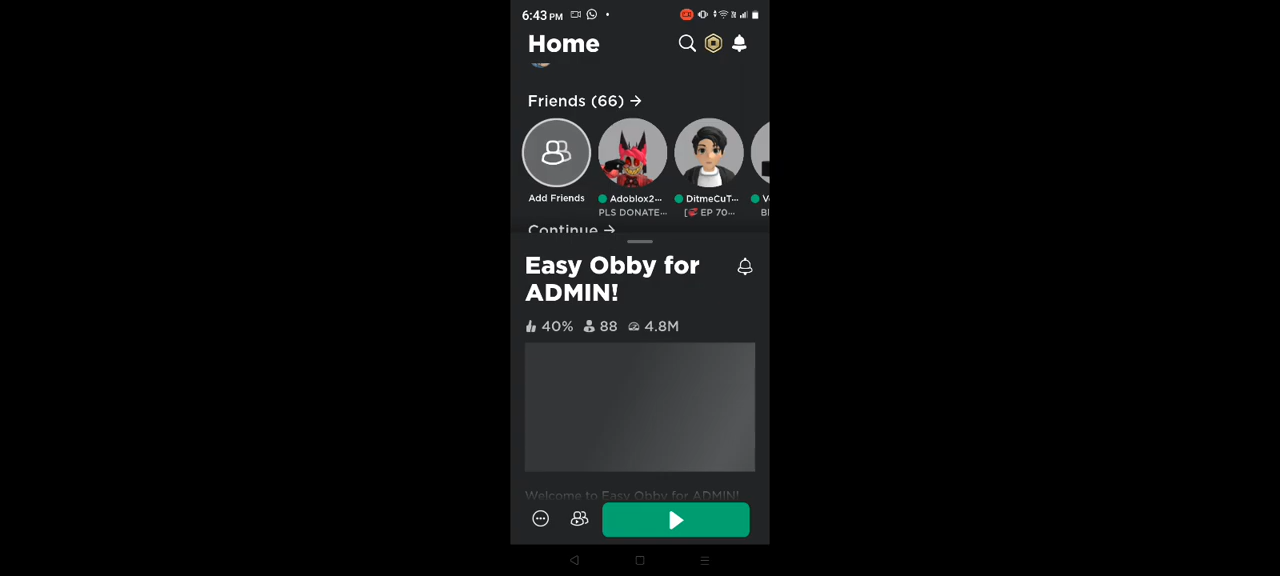 6:43 PM
Home
Friends (66) →
Add Friends
Adoblox2...
DitmeCuT...
PLS DONATE...
[💋 EP 70...
Continue →
Easy Obby for
ADMIN!
40% 88 4.8M
Welcome to Easy Obby for ADMIN!